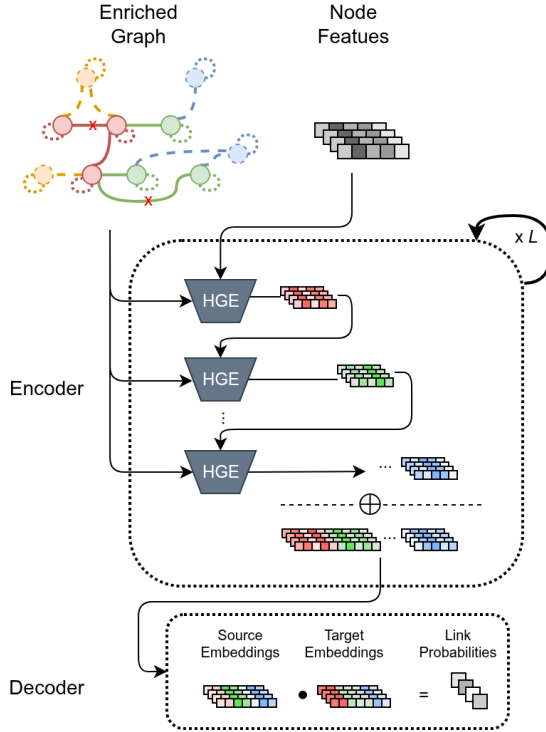 Enriched
Graph
Node
Featues
x
x
x L
HGE
HGE
...
HGE
...
Encoder
...
Source
Embeddings
Target
Embeddings
Link
Probabilities
=
Decoder